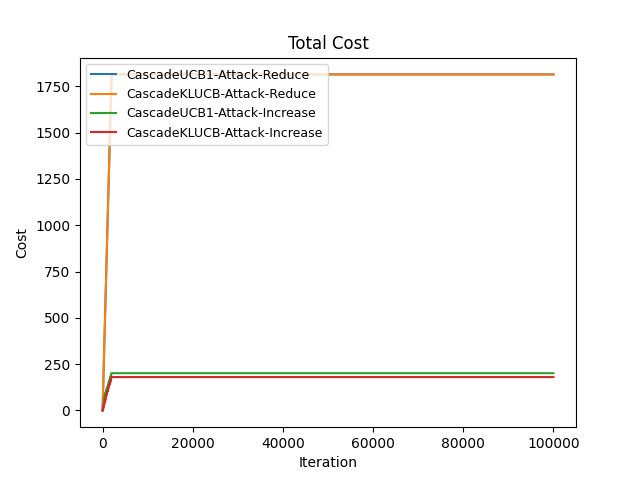 Total Cost
CascadeUCB1-Attack-Reduce
CascadeKLUCB-Attack-Reduce
CascadeUCB1-Attack-Increase
CascadeKLUCB-Attack-Increase
1750
1500
1250
1000
750
500
250
0
Cost
0 20000 40000 60000 80000 100000
Iteration